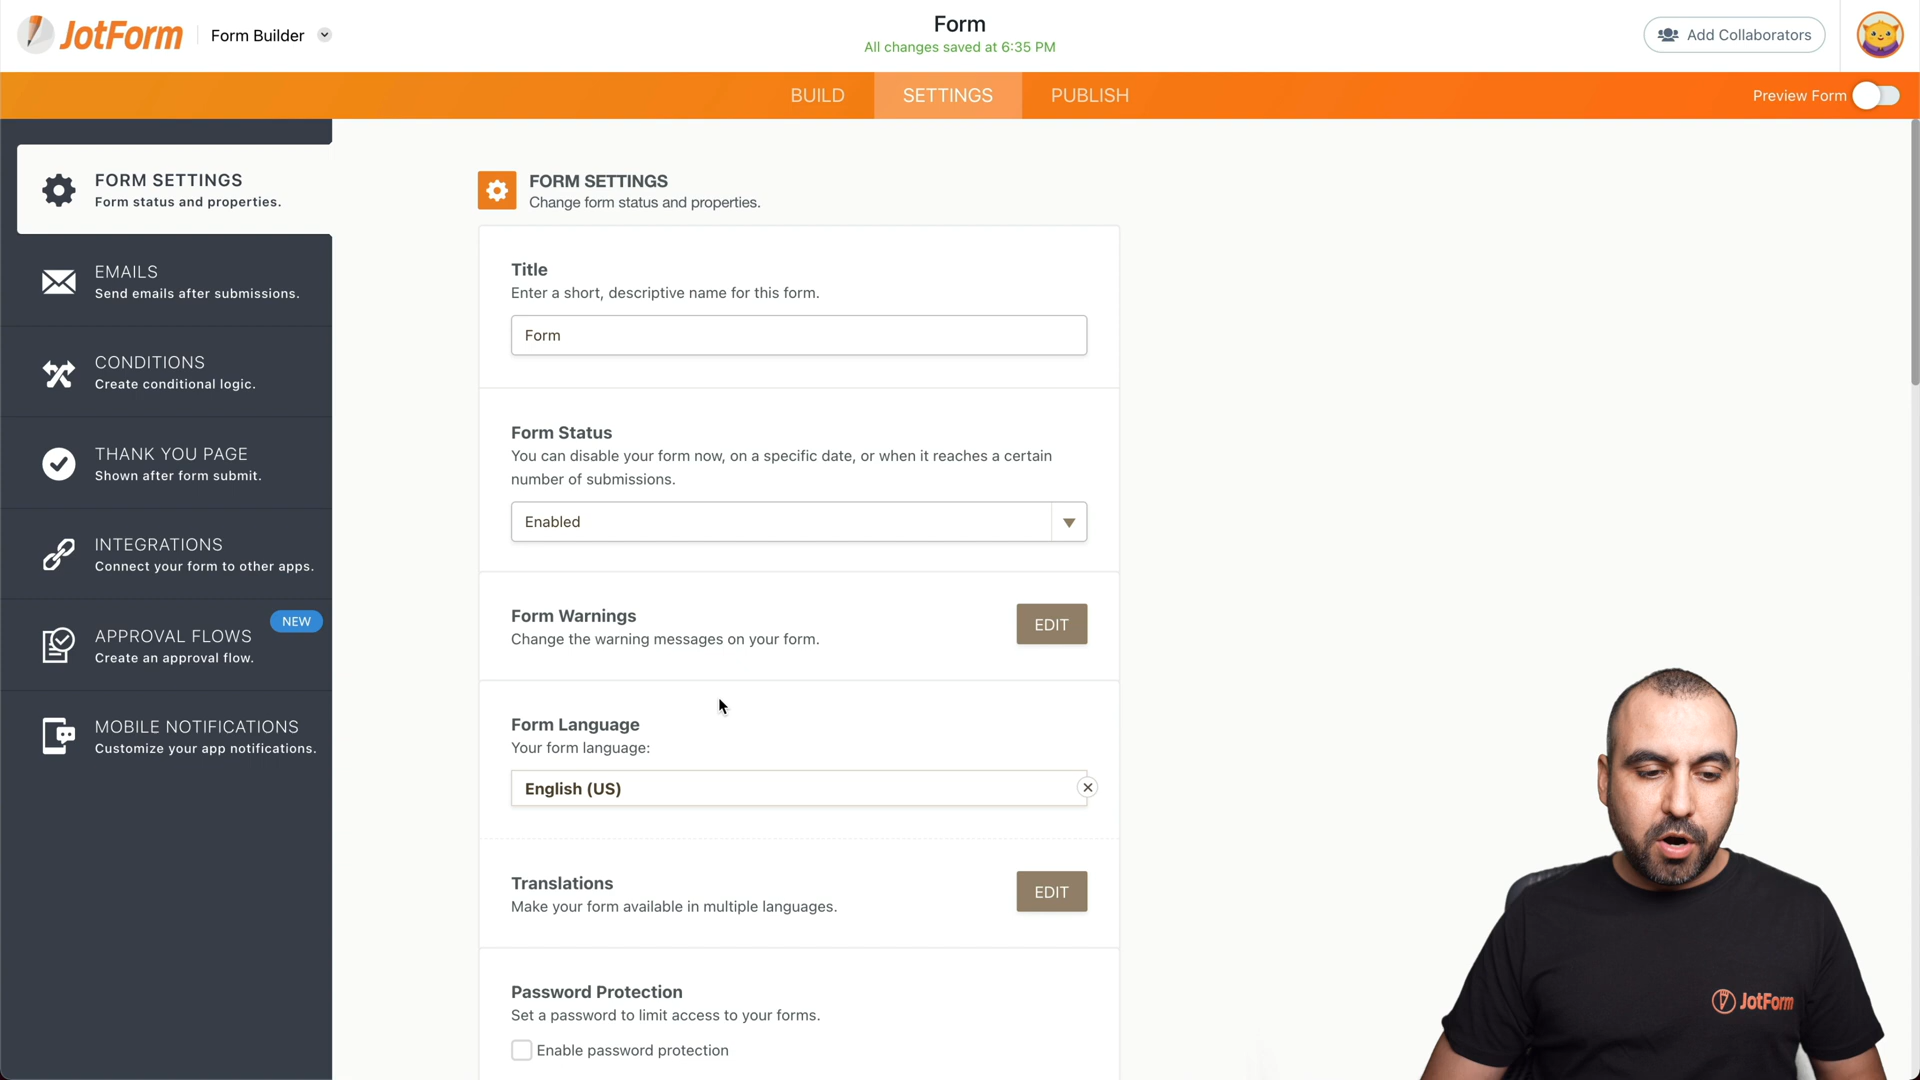 JotForm
Form Builder
Form
All changes saved at 6:35 PM
Add Collaborators
BUILD
SETTINGS
PUBLISH
Preview Form
FORM SETTINGS
Form status and properties.
EMAILS
Send emails after submissions.
CONDITIONS
Create conditional logic.
THANK YOU PAGE
Shown after form submit.
INTEGRATIONS
Connect your form to other apps.
NEW
APPROVAL FLOWS
Create an approval flow.
MOBILE NOTIFICATIONS
Customize your app notifications.
FORM SETTINGS
Change form status and properties.
Title
Enter a short, descriptive name for this form.
Form
Form Status
You can disable your form now, on a specific date, or when it reaches a certain
number of submissions.
Enabled
Form Warnings
Change the warning messages on your form.
EDIT
Form Language
Your form language:
English (US)
Translations
Make your form available in multiple languages.
EDIT
Password Protection
Set a password to limit access to your forms.
Enable password protection
JotForm